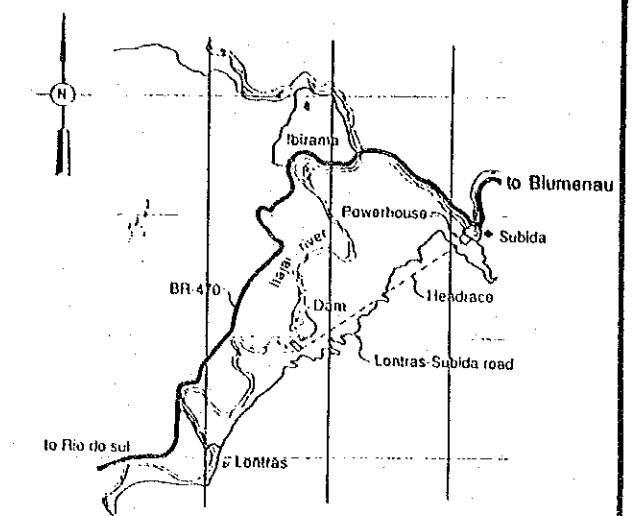 N
Ibirama
to Blumenau
Powerhouse
Subida
Itajai river
BR-470
Headrace
Dam
Lontras-Subida road
to Rio do sul
Lontras